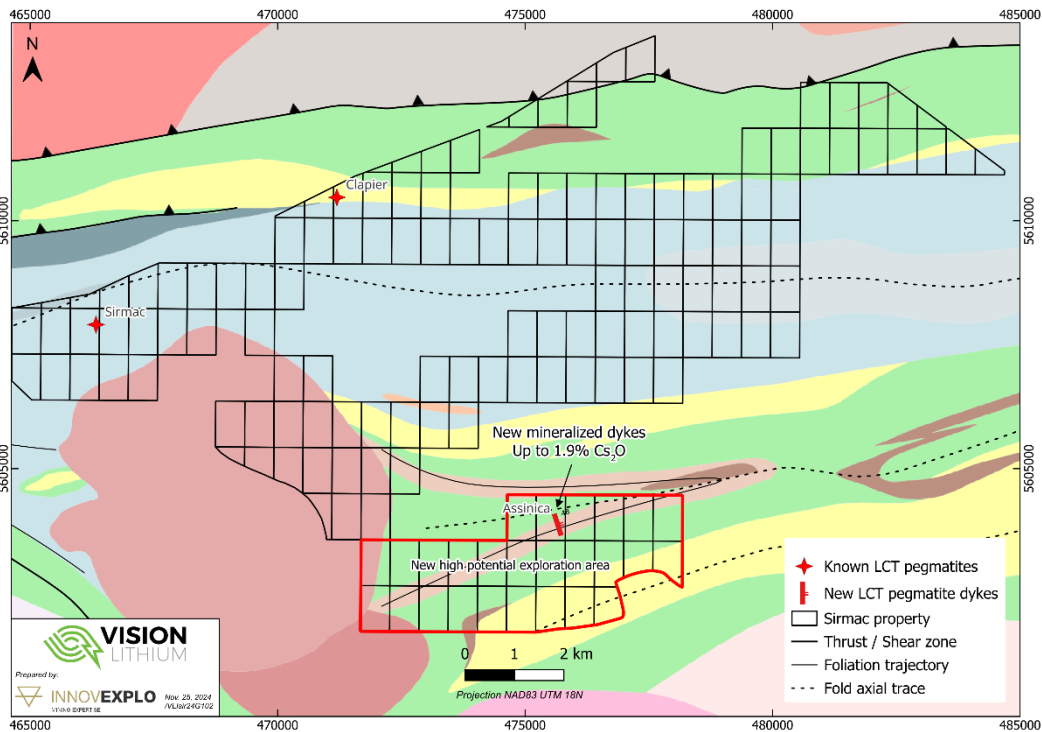 465000 470000 475000 480000 485000
N
Clapier
5610000 5610000
Sirmac
New mineralized dykes
Up to 1.9% Cs₂O
5605000 5605000
Assinica
New high-potential exploration area
Known LCT pegmatites
New LCT pegmatite dykes
Sirmac property
Thrust / Shear zone
Foliation trajectory
Fold axial trace
VISION
LITHIUM
0 1 2 km
Projection NAD83 UTM 18N
Prepared by:
INNOVEXPLO
Nov. 25, 2024
465000 470000 475000 480000 485000